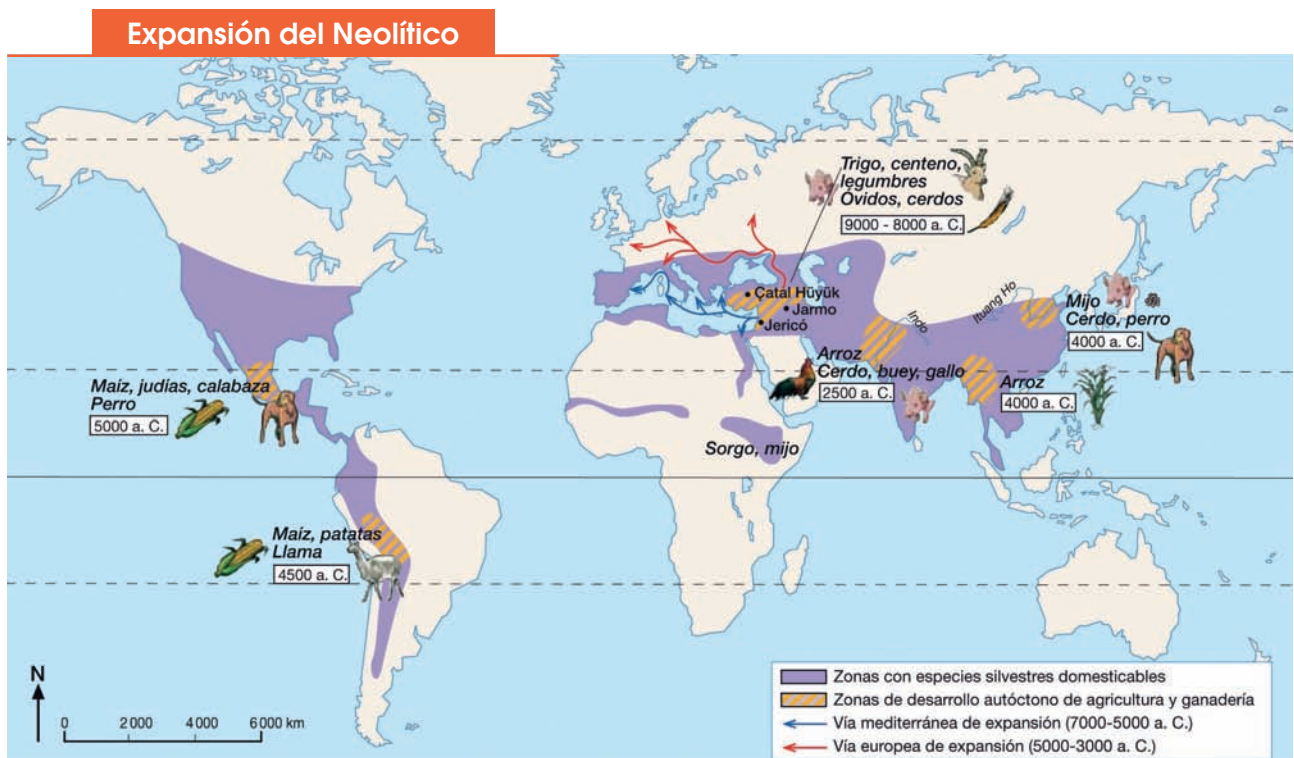 Expansión del Neolítico
Trigo, centeno,
legumbres
Óvidos, cerdos
9000 - 8000 a. C.
Çatal Hüyük
Jarmo
Jericó
Indo
Ituang Ho
Mijo
Cerdo, perro
4000 a. C.
Arroz
Cerdo, buey, gallo
2500 a. C.
Arroz
4000 a. C.
Maíz, judías, calabaza
Perro
5000 a. C.
Sorgo, mijo
Maíz, patatas
Llama
4500 a. C.
N
0 2 000 4 000 6 000 km
Zonas con especies silvestres domesticables
Zonas de desarrollo autóctono de agricultura y ganadería
Vía mediterránea de expansión (7000-5000 a. C.)
Vía europea de expansión (5000-3000 a. C.)